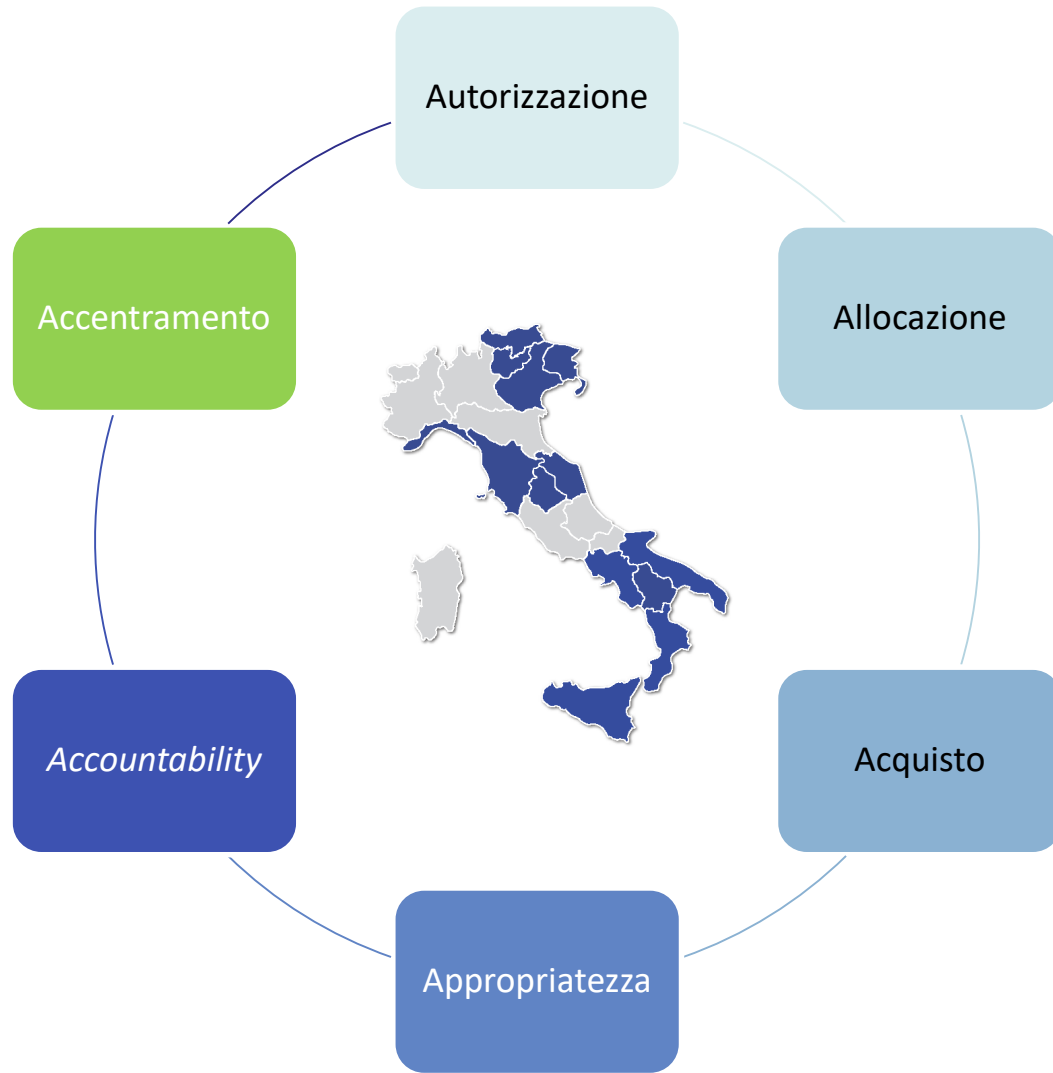 Autorizzazione
Accentramento
Allocazione
Accountability
Acquisto
Appropriatezza